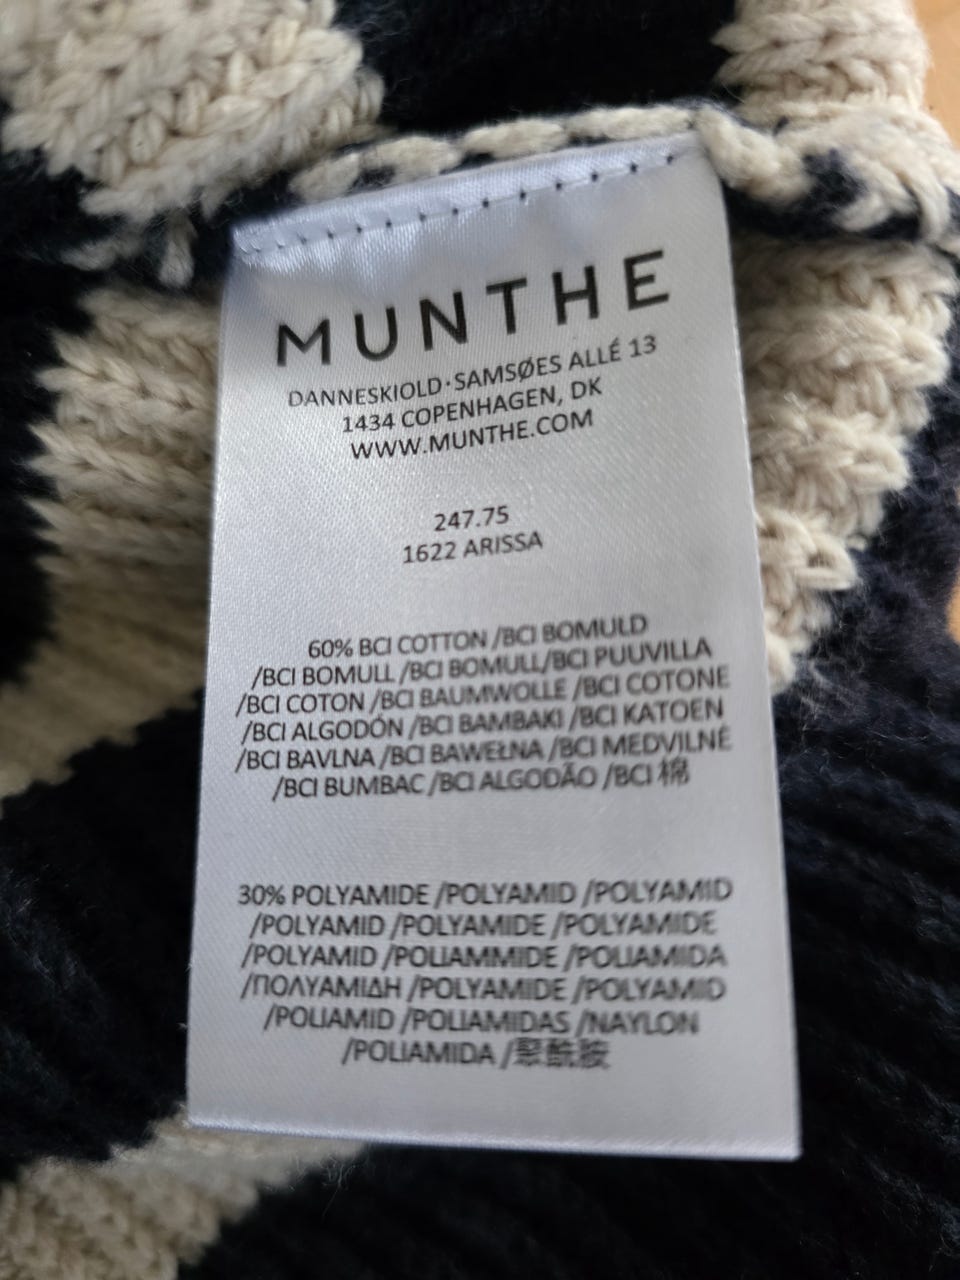 MUNTHE
DANNESKIOLD·SAMSØES ALLÉ 13
1434 COPENHAGEN, DK
WWW.MUNTHE.COM
247.75
1622 ARISSA
60% BCI COTTON /BCI BOMULD
/BCI BOMULL /BCI BOMULL/BCI PUUVILLA
/BCI COTON /BCI BAUMWOLLE /BCI COTONE
/BCI ALGODÓN /BCI BAMBAKI /BCI KATOEN
/BCI BAVLNA /BCI BAWEŁNA /BCI MEDVILNĖ
/BCI BUMBAC /BCI ALGODÃO /BCI 棉
30% POLYAMIDE /POLYAMID /POLYAMID
/POLYAMID /POLYAMIDE /POLYAMIDE
/POLYAMID /POLIAMMIDE /POLIAMIDA
/ΠΟΛΥΑΜΙΔΗ /POLYAMIDE /POLYAMID
/POLIAMID /POLIAMIDAS /NAYLON
/POLIAMIDA /聚酰胺